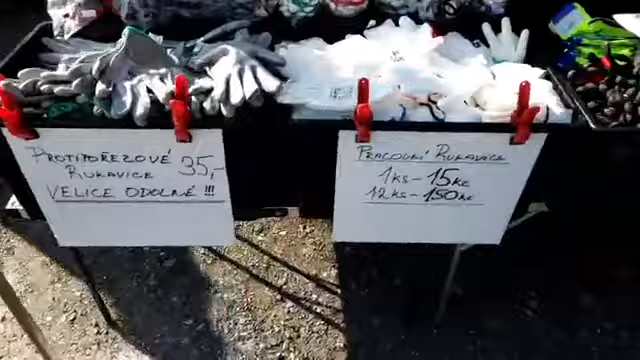 PROTIPOŘEZOVÉ
RUKAVICE 35,-
VELICE ODOLNÉ !!!
PRACOVNÍ RUKAVICE
1ks - 15Kč
12ks - 150Kč